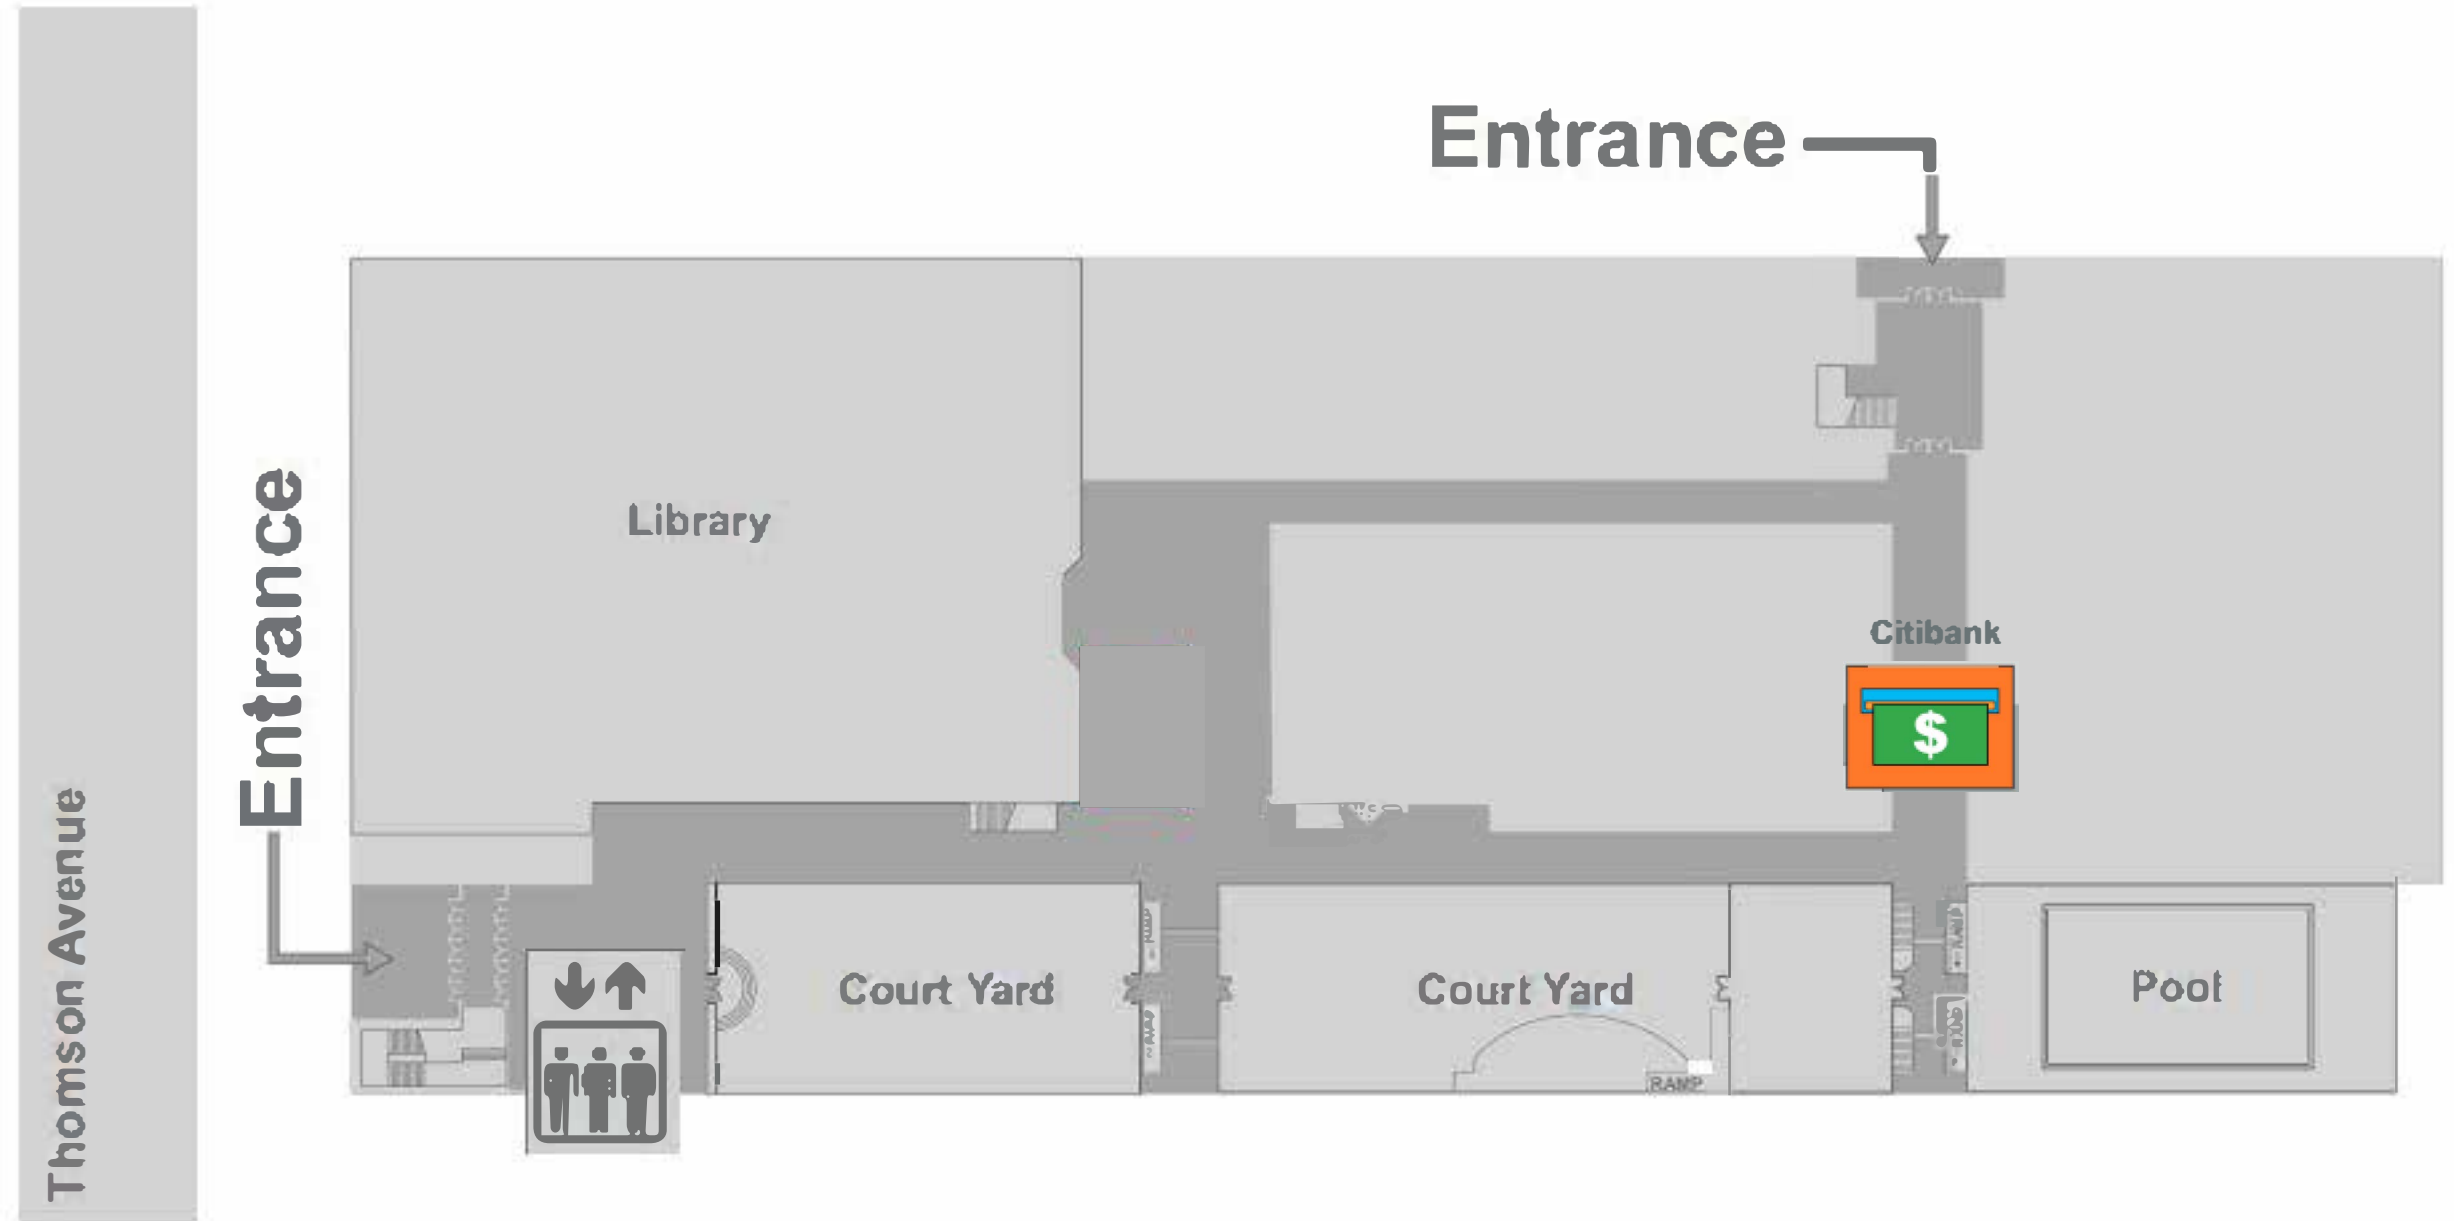 Entrance
Library
Entrance
Citibank
$
Thomson Avenue
Court Yard
Court Yard
Pool
RAMP